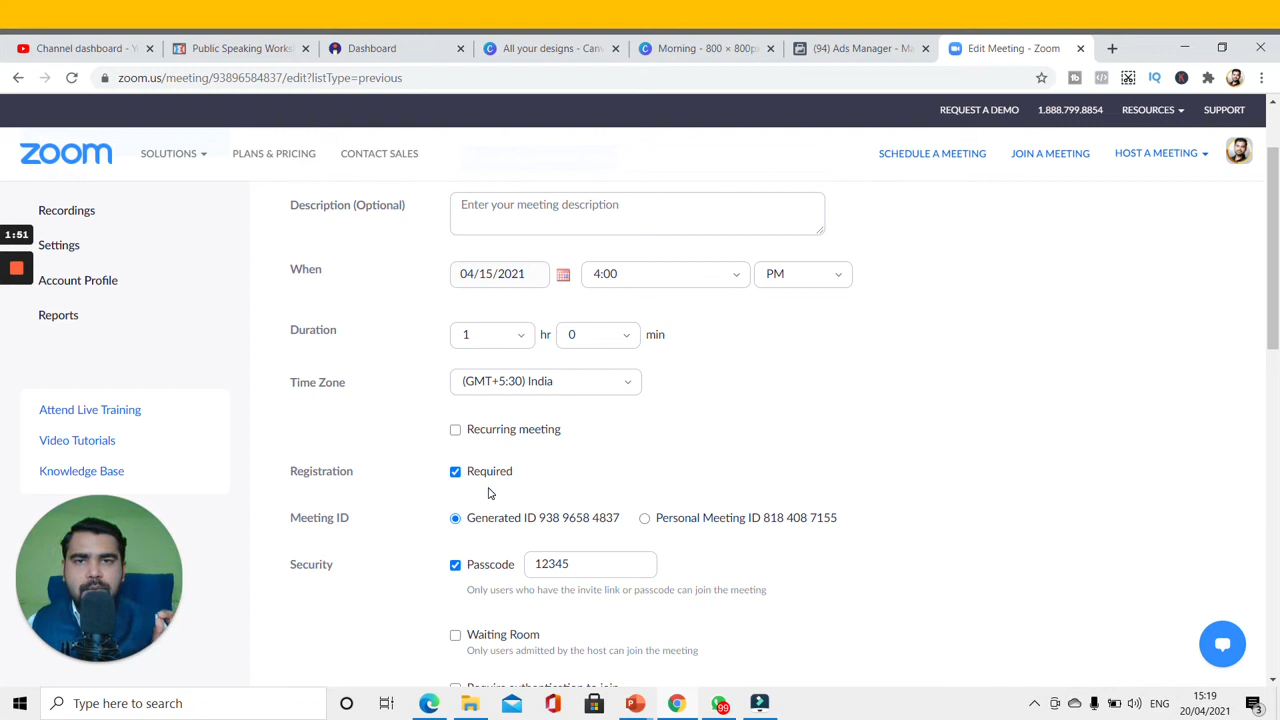 Channel dashboard - Y
Public Speaking Works
Dashboard
All your designs - Canv
Morning - 800 × 800p
(94) Ads Manager - Ma
Edit Meeting - Zoom
zoom.us/meeting/93896584837/edit?listType=previous
REQUEST A DEMO 1.888.799.8854 RESOURCES SUPPORT
zoom SOLUTIONS PLANS & PRICING CONTACT SALES SCHEDULE A MEETING JOIN A MEETING HOST A MEETING
Recordings
1:51
Settings
Account Profile
Reports
Attend Live Training
Video Tutorials
Knowledge Base
Description (Optional) Enter your meeting description
When 04/15/2021 4:00 PM
Duration 1 hr 0 min
Time Zone (GMT+5:30) India
Recurring meeting
Registration Required
Meeting ID Generated ID 938 9658 4837 Personal Meeting ID 818 408 7155
Security Passcode 12345
Only users who have the invite link or passcode can join the meeting
Waiting Room
Only users admitted by the host can join the meeting
Require authentication to join
Type here to search
99
ENG
15:19
20/04/2021
3